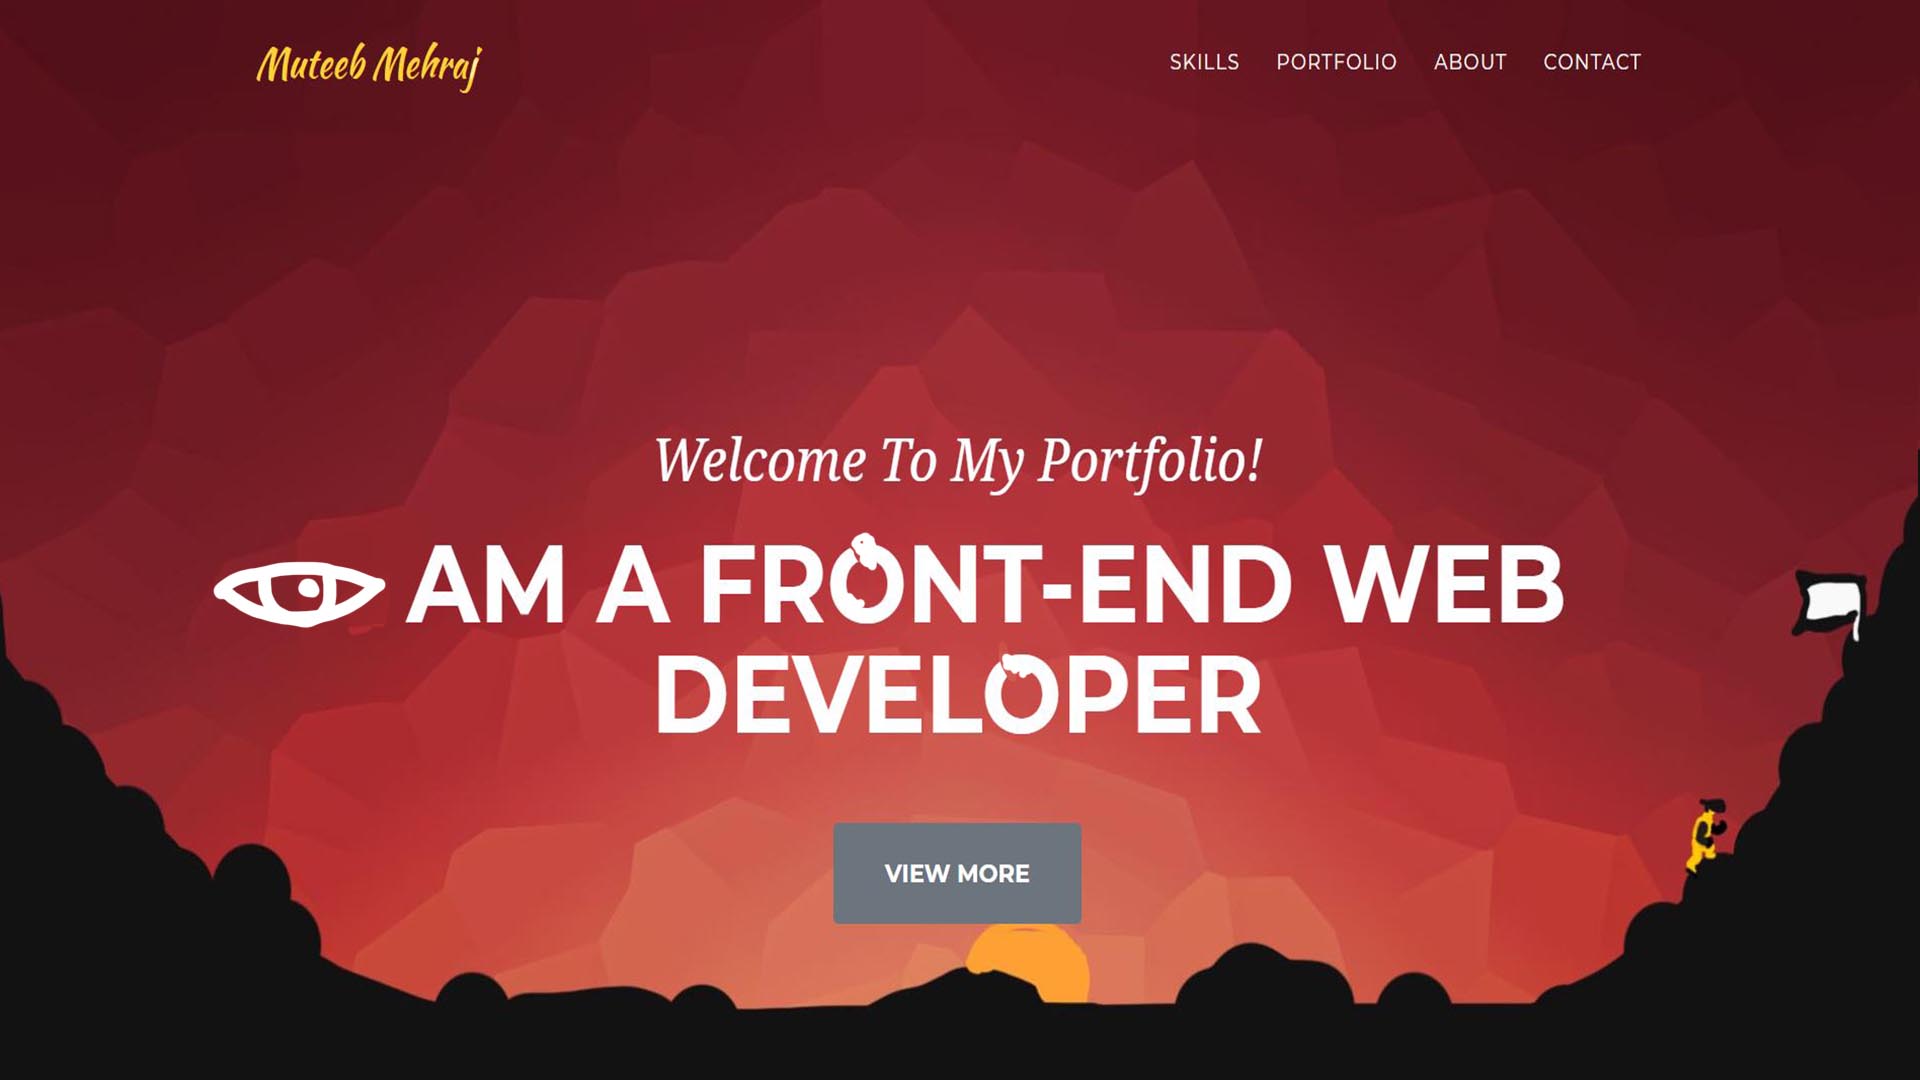 Muteeb Mehraj
SKILLS PORTFOLIO ABOUT CONTACT
Welcome To My Portfolio!
AM A FRONT-END WEB
DEVELOPER
VIEW MORE